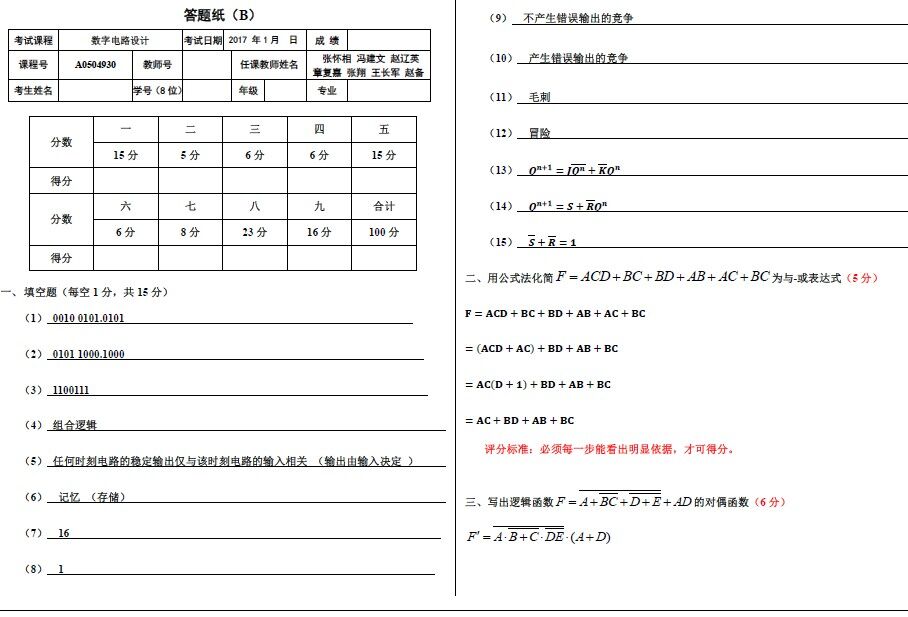 答题纸（B）
考试课程 数字电路设计 考试日期 2017 年 1 月 日 成 绩
课程号 A0504930 教师号 任课教师姓名 张怀相 冯建文 赵辽英 章复嘉 张翔 王长军 赵备
考生姓名 学号（8 位） 年级 专业
分数 一 二 三 四 五
15 分 5 分 6 分 6 分 15 分
得分
分数 六 七 八 九 合计
6 分 8 分 23 分 16 分 100 分
得分
一、填空题（每空 1 分，共 15 分）
（1） 0010 0101.0101
（2） 0101 1000.1000
（3） 1100111
（4） 组合逻辑
（5） 任何时刻电路的稳定输出仅与该时刻电路的输入相关 （输出由输入决定 ）
（6） 记忆 （存储）
（7） 16
（8） 1
（9） 不产生错误输出的竞争
（10） 产生错误输出的竞争
（11） 毛刺
（12） 冒险
（13） Qⁿ⁺¹ = JQ̅ⁿ̅ + K̅Qⁿ
（14） Qⁿ⁺¹ = S + R̅Qⁿ
（15） S̅ + R̅ = 1
二、用公式法化简 F = ACD + BC + BD + AB + AC + BC 为与-或表达式（5 分）
F = ACD + BC + BD + AB + AC + BC
= (ACD + AC) + BD + AB + BC
= AC(D + 1) + BD + AB + BC
= AC + BD + AB + BC
评分标准：必须每一步能看出明显依据，才可得分。
三、写出逻辑函数 F = \overline{A + \overline{BC} + \overline{\overline{D + E}}} + AD 的对偶函数（6 分）
F′ = \overline{A · \overline{B + C} · \overline{\overline{DE}}} · (A + D)